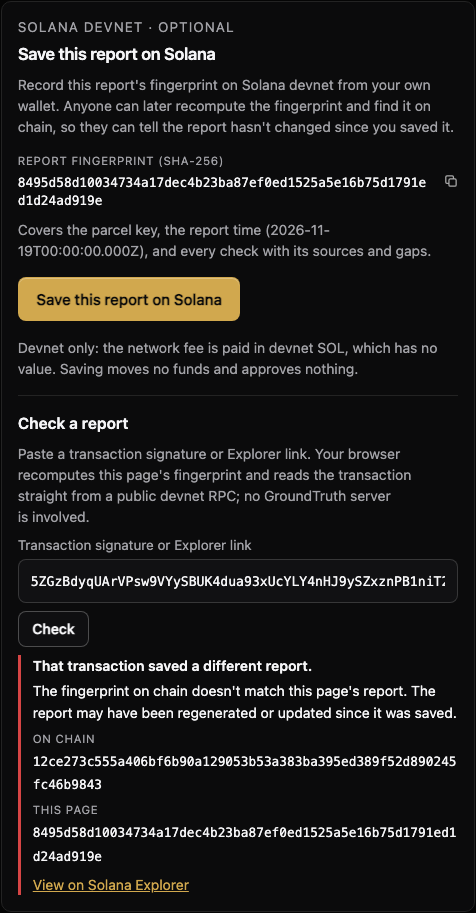 SOLANA DEVNET · OPTIONAL
Save this report on Solana
Record this report's fingerprint on Solana devnet from your own
wallet. Anyone can later recompute the fingerprint and find it on
chain, so they can tell the report hasn't changed since you saved it.
REPORT FINGERPRINT (SHA-256)
8495d58d10034734a17dec4b23ba87ef0ed1525a5e16b75d1791e
d1d24ad919e
Covers the parcel key, the report time (2026-11-
19T00:00:00.000Z), and every check with its sources and gaps.
Save this report on Solana
Devnet only: the network fee is paid in devnet SOL, which has no
value. Saving moves no funds and approves nothing.
Check a report
Paste a transaction signature or Explorer link. Your browser
recomputes this page's fingerprint and reads the transaction
straight from a public devnet RPC; no GroundTruth server
is involved.
Transaction signature or Explorer link
5ZGzBdyqUArVPsw9VYySBUK4dua93xUcYLY4nHJ9ySZxznPB1niT2
Check
That transaction saved a different report.
The fingerprint on chain doesn't match this page's report. The
report may have been regenerated or updated since it was saved.
ON CHAIN
12ce273c555a406bf6b90a129053b53a383ba395ed389f52d890245
fc46b9843
THIS PAGE
8495d58d10034734a17dec4b23ba87ef0ed1525a5e16b75d1791ed1
d24ad919e
View on Solana Explorer